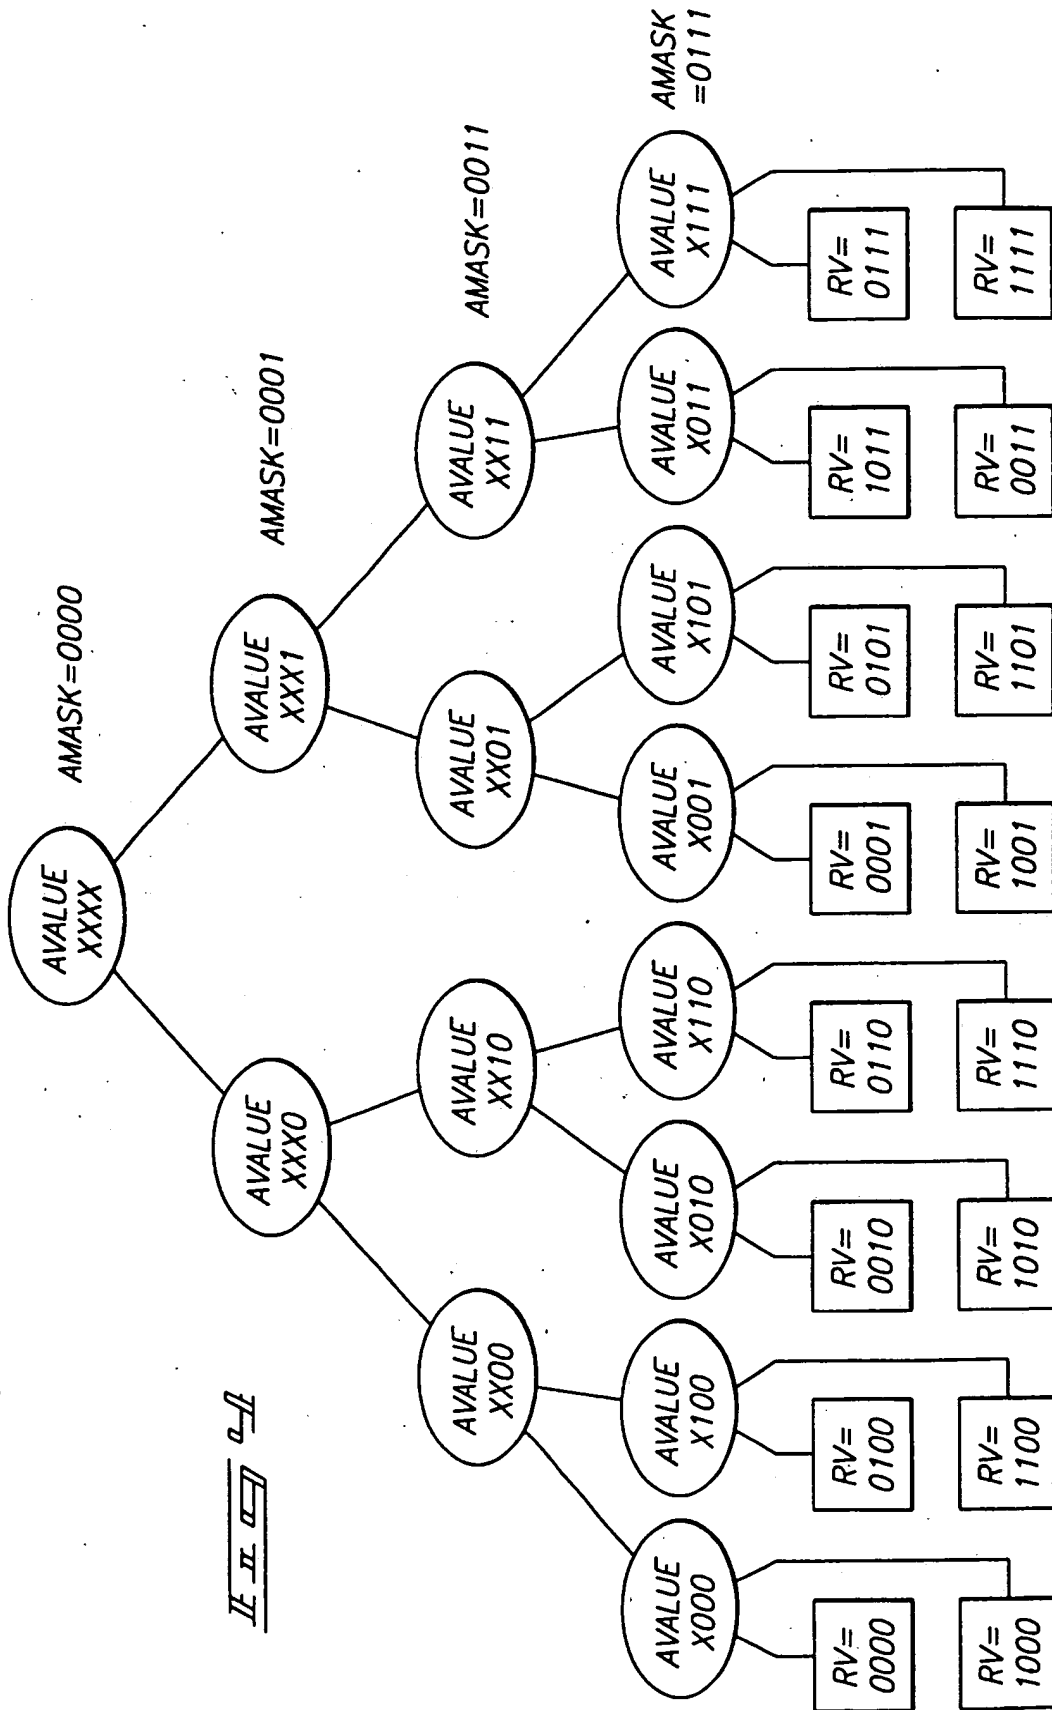 AVALUE
XXXX
AMASK=0000
AVALUE
XXX0
AVALUE
XXX1
AMASK=0001
Fig 4
AVALUE
XX00
AVALUE
XX10
AVALUE
XX01
AVALUE
XX11
AMASK=0011
AVALUE
X000
AVALUE
X100
AVALUE
X010
AVALUE
X110
AVALUE
X001
AVALUE
X101
AVALUE
X011
AVALUE
X111
AMASK
=0111
RV=
0000
RV=
0100
RV=
0010
RV=
0110
RV=
0001
RV=
0101
RV=
1011
RV=
0111
RV=
1000
RV=
1100
RV=
1010
RV=
1110
RV=
1001
RV=
1101
RV=
0011
RV=
1111